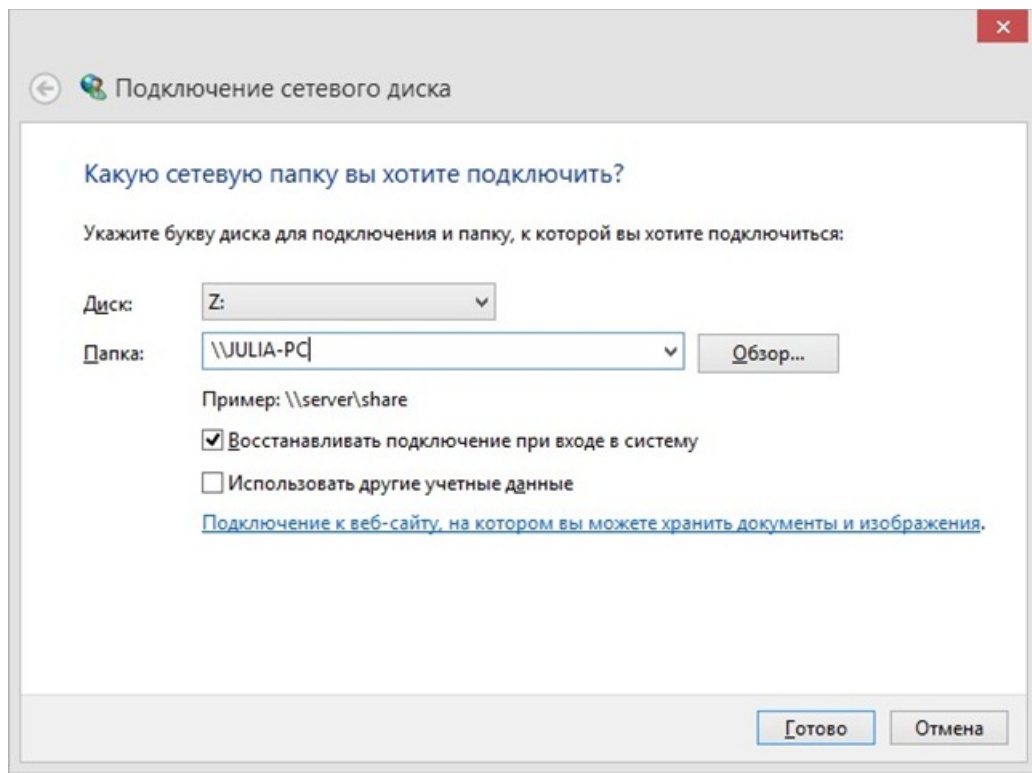 Подключение сетевого диска
Какую сетевую папку вы хотите подключить?
Укажите букву диска для подключения и папку, к которой вы хотите подключиться:
Диск: Z:
Папка: \\JULIA-PC Обзор...
Пример: \\server\share
Восстанавливать подключение при входе в систему
Использовать другие учетные данные
Подключение к веб-сайту, на котором вы можете хранить документы и изображения.
Готово Отмена